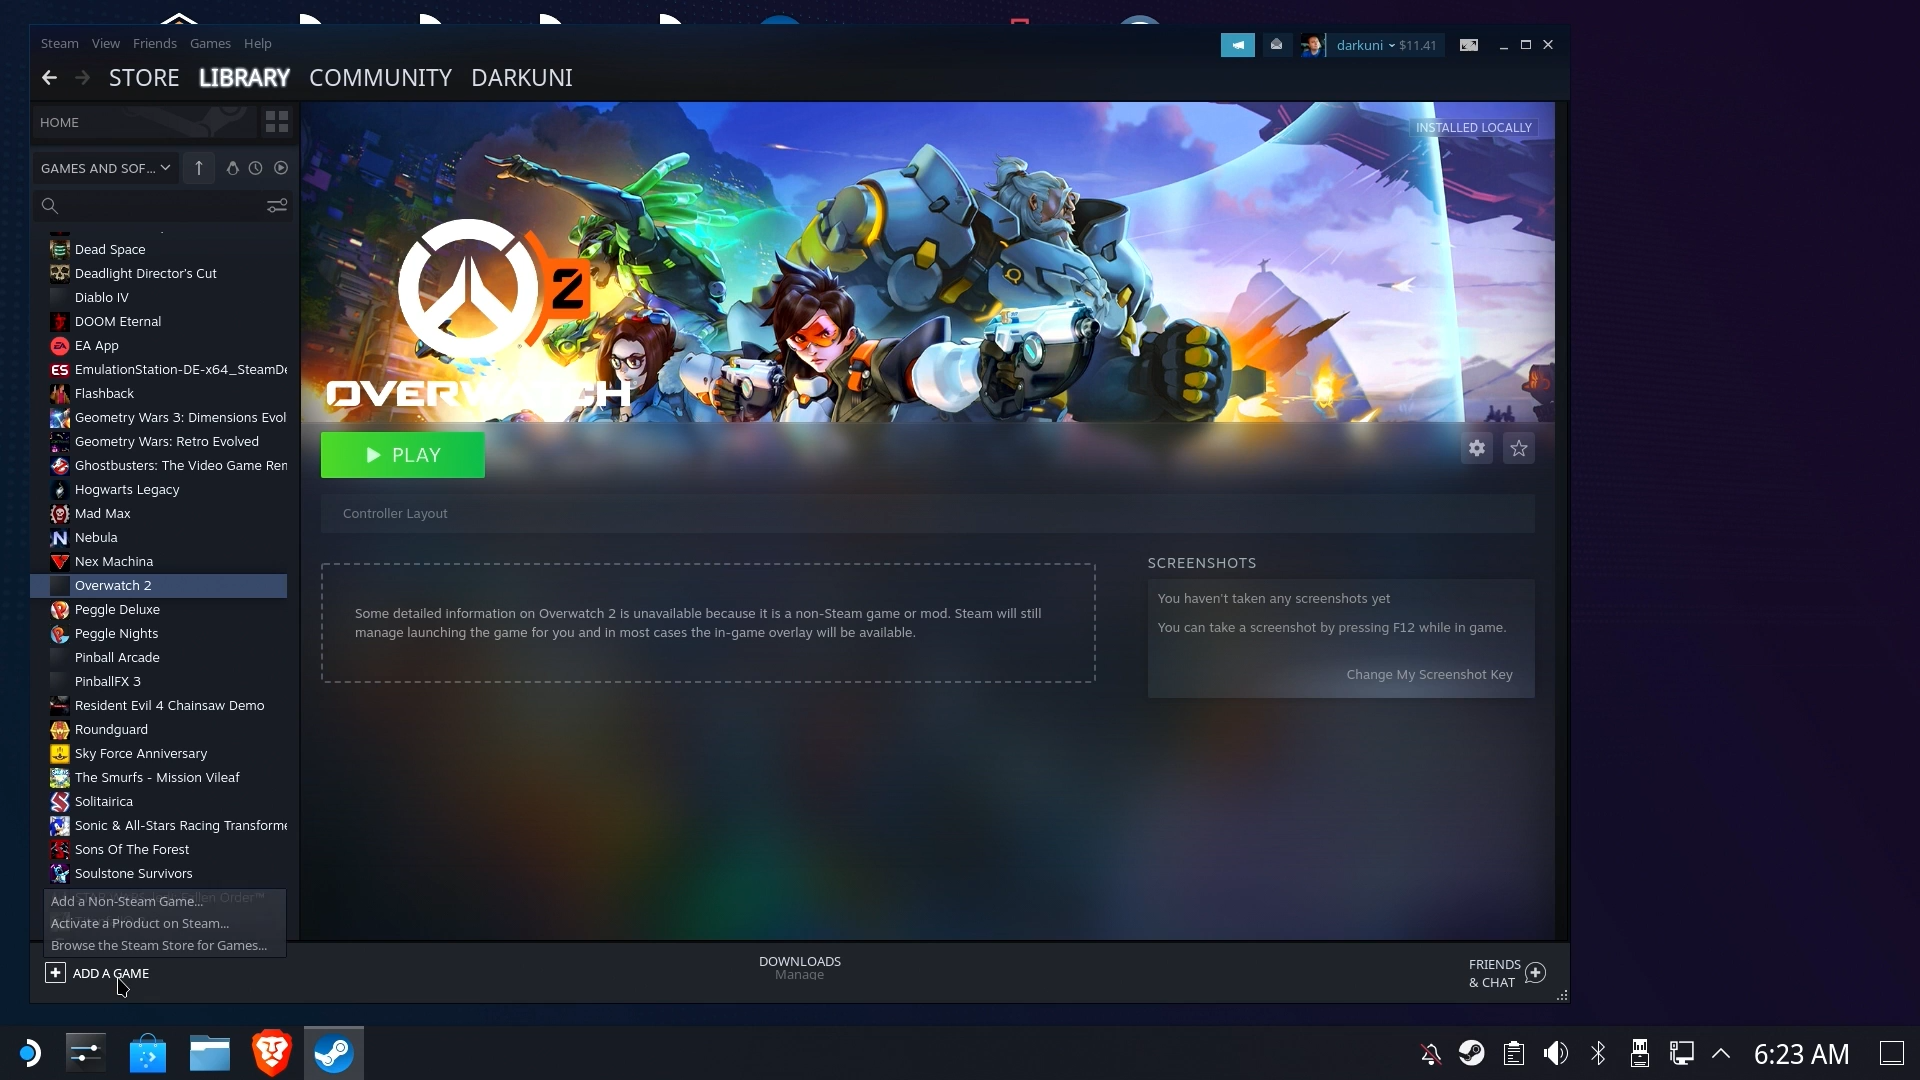 Steam View Friends Games Help
darkuni $11.41
STORE LIBRARY COMMUNITY DARKUNI
HOME
INSTALLED LOCALLY
GAMES AND SOF...
Dead Space
Deadlight Director's Cut
Diablo IV
DOOM Eternal
EA App
EmulationStation-DE-x64_SteamDe
Flashback
Geometry Wars 3: Dimensions Evol
Geometry Wars: Retro Evolved
Ghostbusters: The Video Game Rem
Hogwarts Legacy
Mad Max
Nebula
Nex Machina
Overwatch 2
Peggle Deluxe
Peggle Nights
Pinball Arcade
PinballFX 3
Resident Evil 4 Chainsaw Demo
Roundguard
Sky Force Anniversary
The Smurfs - Mission Vileaf
Solitairica
Sonic & All-Stars Racing Transforme
Sons Of The Forest
Soulstone Survivors
Add a Non-Steam Game...
Activate a Product on Steam...
Browse the Steam Store for Games...
ADD A GAME
2
OVERWATCH
PLAY
Controller Layout
Some detailed information on Overwatch 2 is unavailable because it is a non-Steam game or mod. Steam will still
manage launching the game for you and in most cases the in-game overlay will be available.
SCREENSHOTS
You haven't taken any screenshots yet
You can take a screenshot by pressing F12 while in game.
Change My Screenshot Key
DOWNLOADS
Manage
FRIENDS
& CHAT
6:23 AM